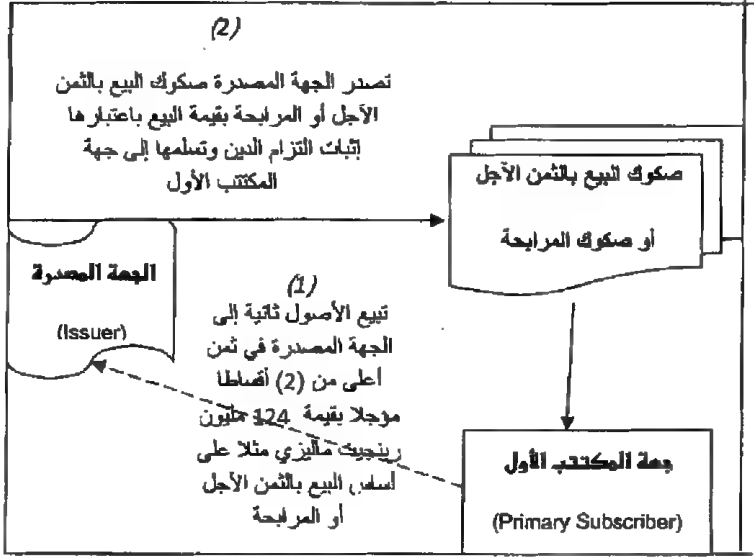 (2)
تصدر الجهة المصدرة صكوك البيع بالثمن
الآجل أو المرابحة بقيمة البيع باعتبارها
إثبات التزام الدين وتسلمها إلى جهة
المكتتب الأول
صكوك البيع بالثمن الآجل
أو صكوك المرابحة
الجهة المصدرة
(Issuer)
(1)
تبيع الأصول ثانية إلى
الجهة المصدرة في ثمن
أعلى من (2) أقساطا
مؤجلا بقيمة 124 مليون
رينجيت ماليزي مثلا على
أساس البيع بالثمن الآجل
أو المرابحة
جهة المكتتب الأول
(Primary Subscriber)